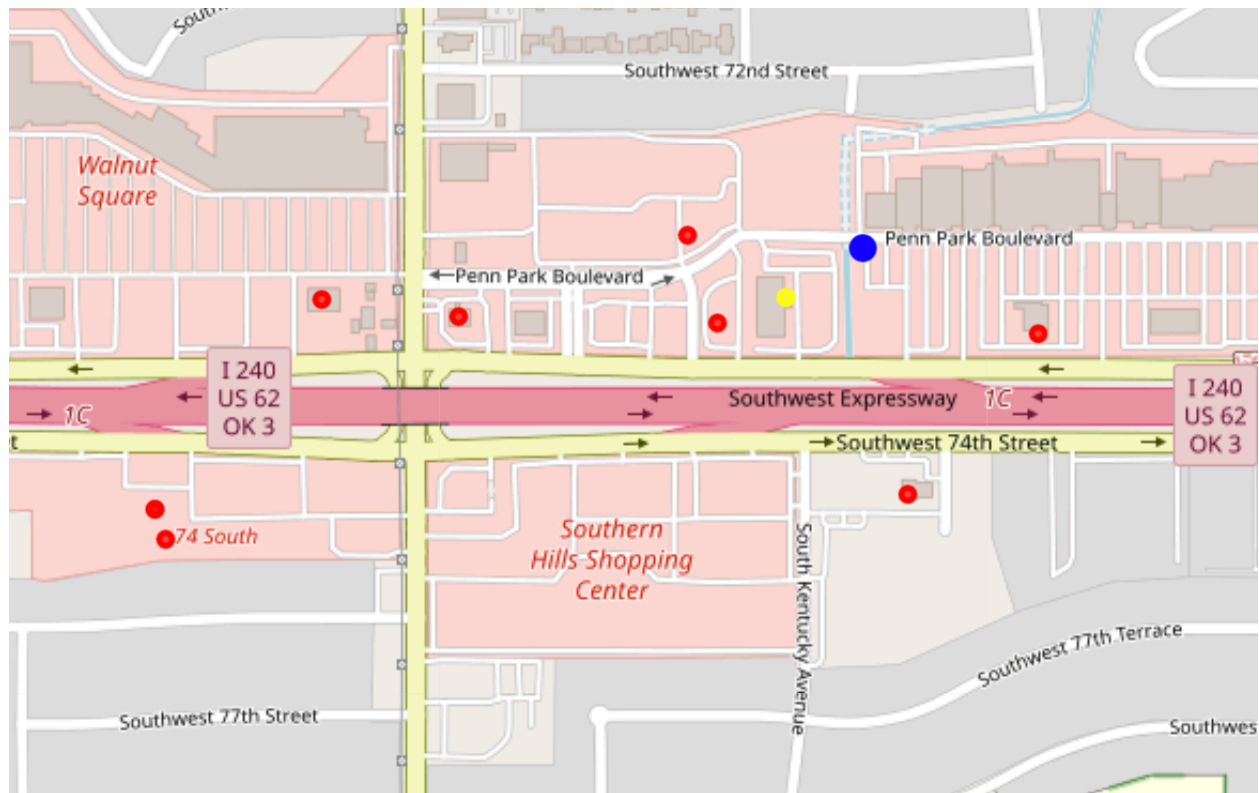 South
Southwest 72nd Street
Walnut
Square
Penn Park Boulevard
Penn Park Boulevard
I 240
US 62
OK 3
1C
Southwest Expressway
1C
I 240
US 62
OK 3
Southwest 74th Street
74 South
Southern
Hills Shopping
Center
South Kentucky Avenue
Southwest 77th Terrace
Southwest 77th Street
Southwes